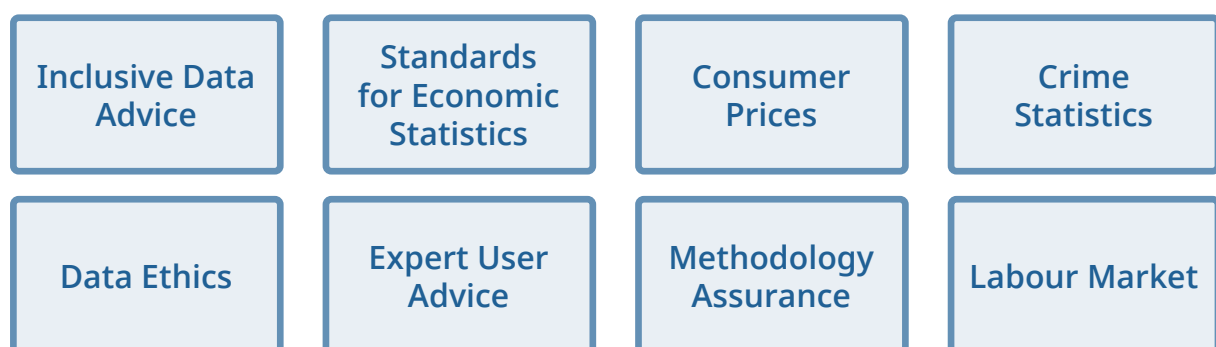 Inclusive Data
Advice
Standards
for Economic
Statistics
Consumer
Prices
Crime
Statistics
Data Ethics
Expert User
Advice
Methodology
Assurance
Labour Market